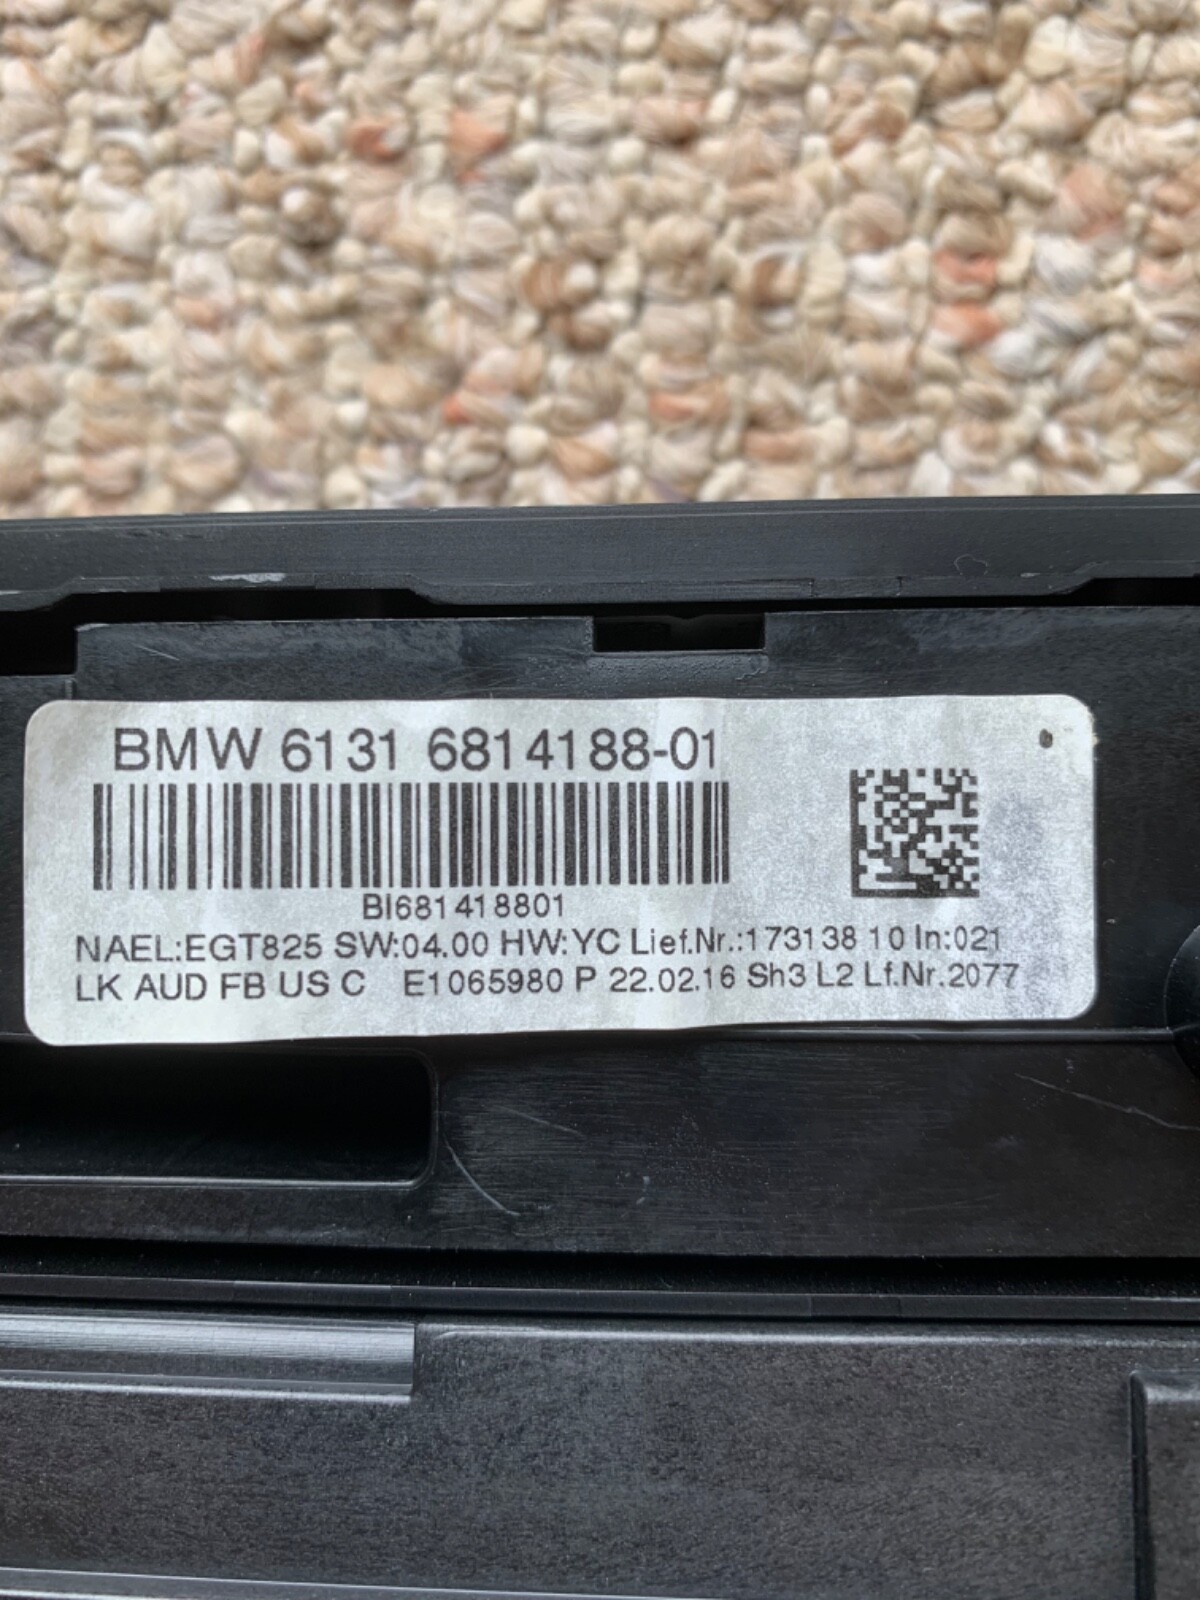 BMW 6131 6814188-01
BI681418801
NAEL:EGT825 SW:04.00 HW:YC Lief.Nr.:173138 10 In:021
LK AUD FB US C E1065980 P 22.02.16 Sh3 L2 Lf.Nr.2077